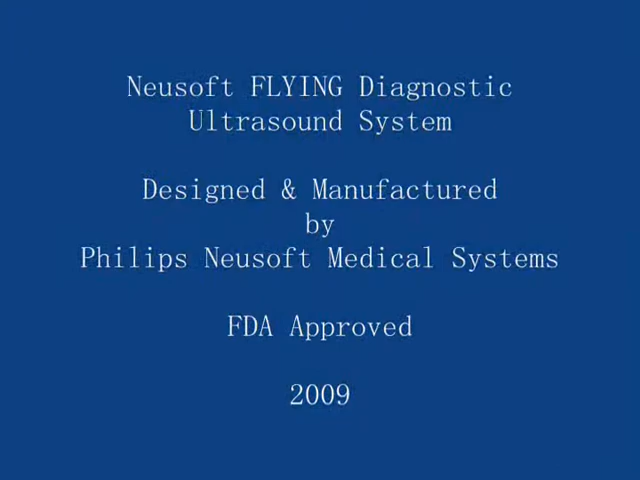 Neusoft FLYING Diagnostic
Ultrasound System
Designed & Manufactured
by
Philips Neusoft Medical Systems
FDA Approved
2009